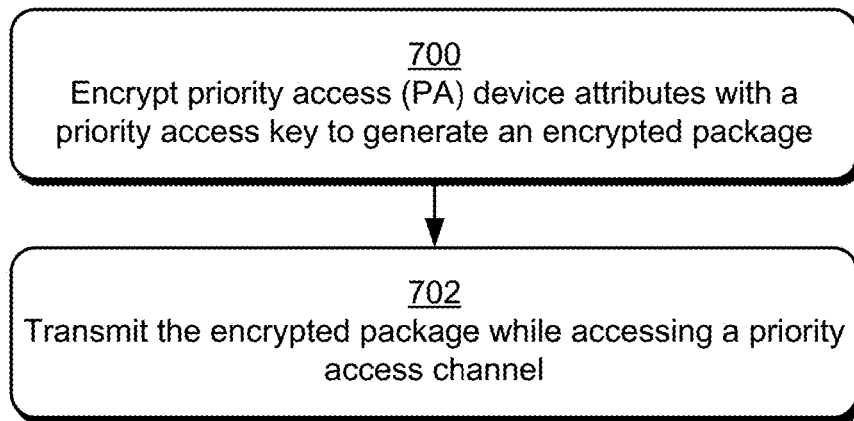 700
Encrypt priority access (PA) device attributes with a
priority access key to generate an encrypted package
702
Transmit the encrypted package while accessing a priority
access channel